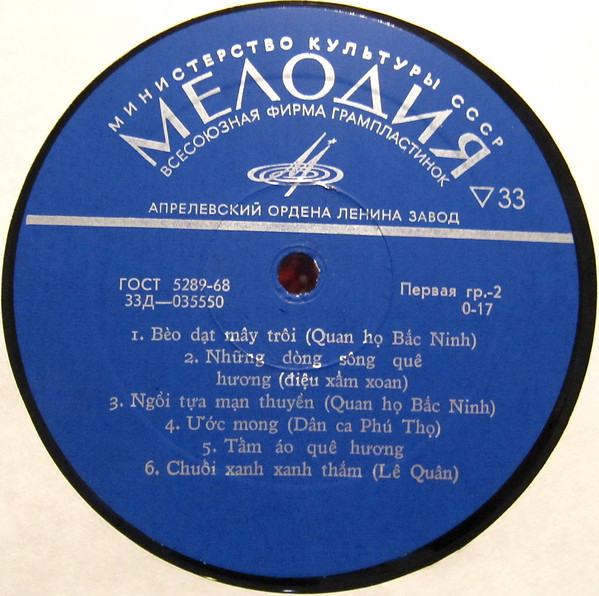 МИНИСТЕРСТВО КУЛЬТУРЫ СССР
МЕЛОДИЯ
ВСЕСОЮЗНАЯ ФИРМА ГРАМПЛАСТИНОК
33
АПРЕЛЕВСКИЙ ОРДЕНА ЛЕНИНА ЗАВОД
ГОСТ 5289-68
33Д—035550
Первая гр.-2
0-17
1. Bèo dạt mây trôi (Quan họ Bắc Ninh)
2. Những dòng sông quê
hương (điệu xẩm xoan)
3. Ngồi tựa mạn thuyền (Quan họ Bắc Ninh)
4. Ước mong (Dân ca Phú Thọ)
5. Tấm áo quê hương
6. Chuồi xanh xanh thắm (Lê Quân)